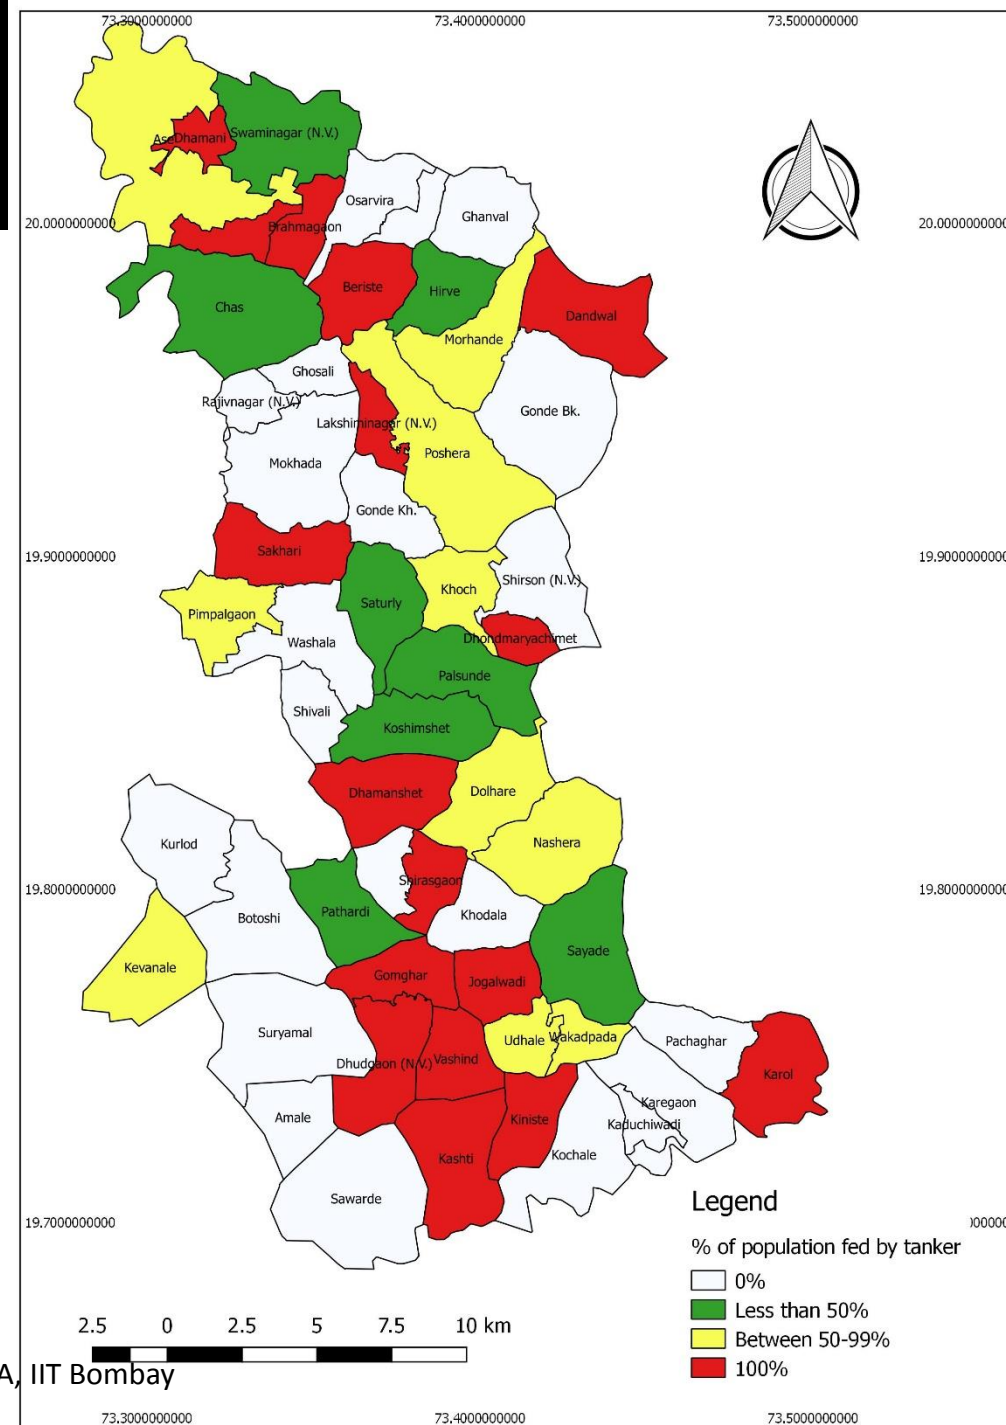 73.3000000000 73.4000000000 73.5000000000
AseDhamani
Swaminagar (N.V.)
Osarvira
Ghanval
20.0000000000 20.0000000000
Brahmagaon
Beriste
Hirve
Chas
Dandwal
Morhande
Ghosali
Rajivnagar (N.V.)
Gonde Bk.
Lakshiminagar (N.V.)
Poshera
Mokhada
Gonde Kh.
19.9000000000 19.9000000000
Sakhari
Shirson (N.V.)
Khoch
Saturly
Pimpalgaon
Dhondmaryachimet
Washala
Palsunde
Shivali
Koshimshet
Dhamanshet
Dolhare
Kurlod
Nashera
Shirasgaon
19.8000000000 19.8000000000
Pathardi
Khodala
Botoshi
Sayade
Kevanale
Gomghar
Jogalwadi
Suryamal
Udhale
Wakadpada
Pachaghar
Dhudgaon (N.V.)
Vashind
Karol
Karegaon
Amale
Kiniste
Kaduchiwadi
Kochale
Kashti
Sawarde
Legend
19.7000000000 000000
% of population fed by tanker
0%
Less than 50%
Between 50-99%
100%
2.5 0 2.5 5 7.5 10 km
A, IIT Bombay
73.3000000000 73.4000000000 73.5000000000